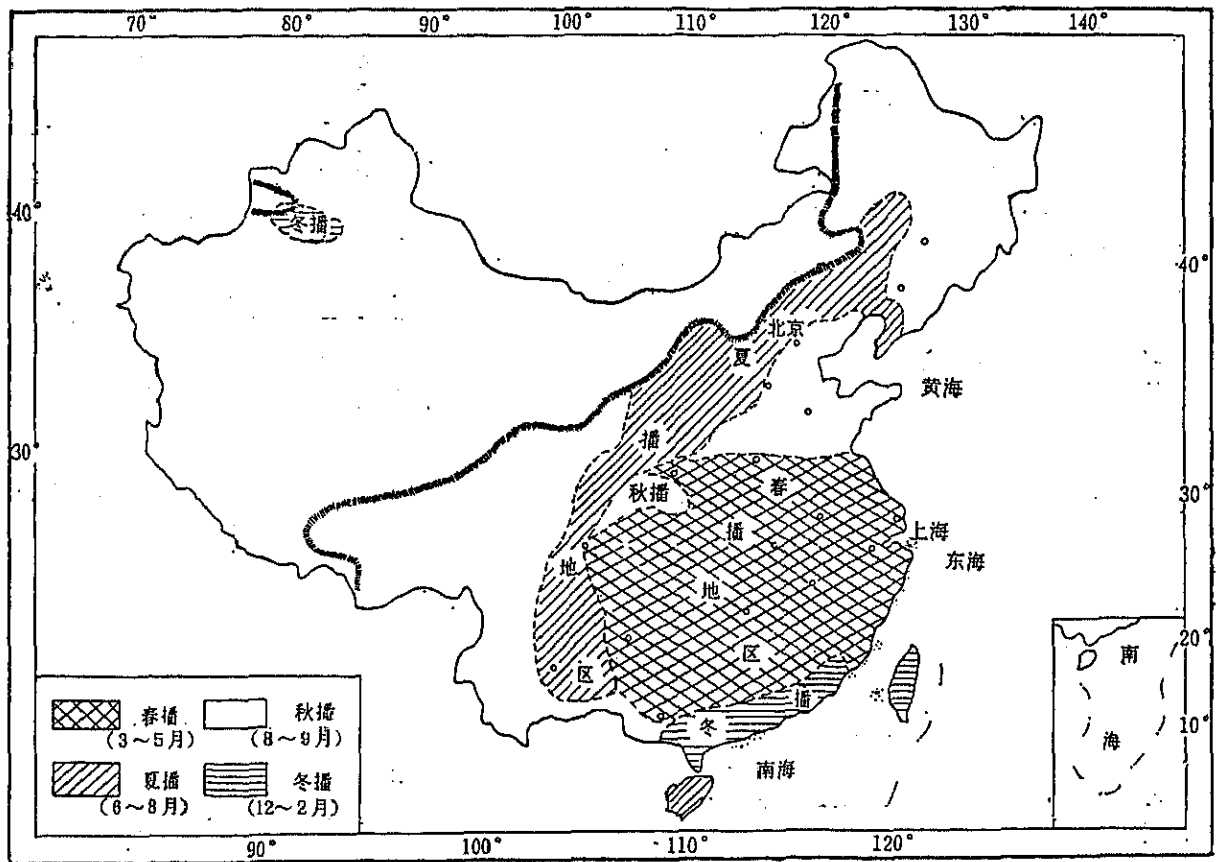 70° 80° 90° 100° 110° 120° 130° 140°
冬播
40°
40°
北京
夏
黄海
30°
播
秋播
春
30°
播
上海
东海
地
地
20°
南
区
区
播
冬
10°
海
南海
春播
(3～5月)
秋播
(8～9月)
夏播
(6～8月)
冬播
(12～2月)
90° 100° 110° 120°